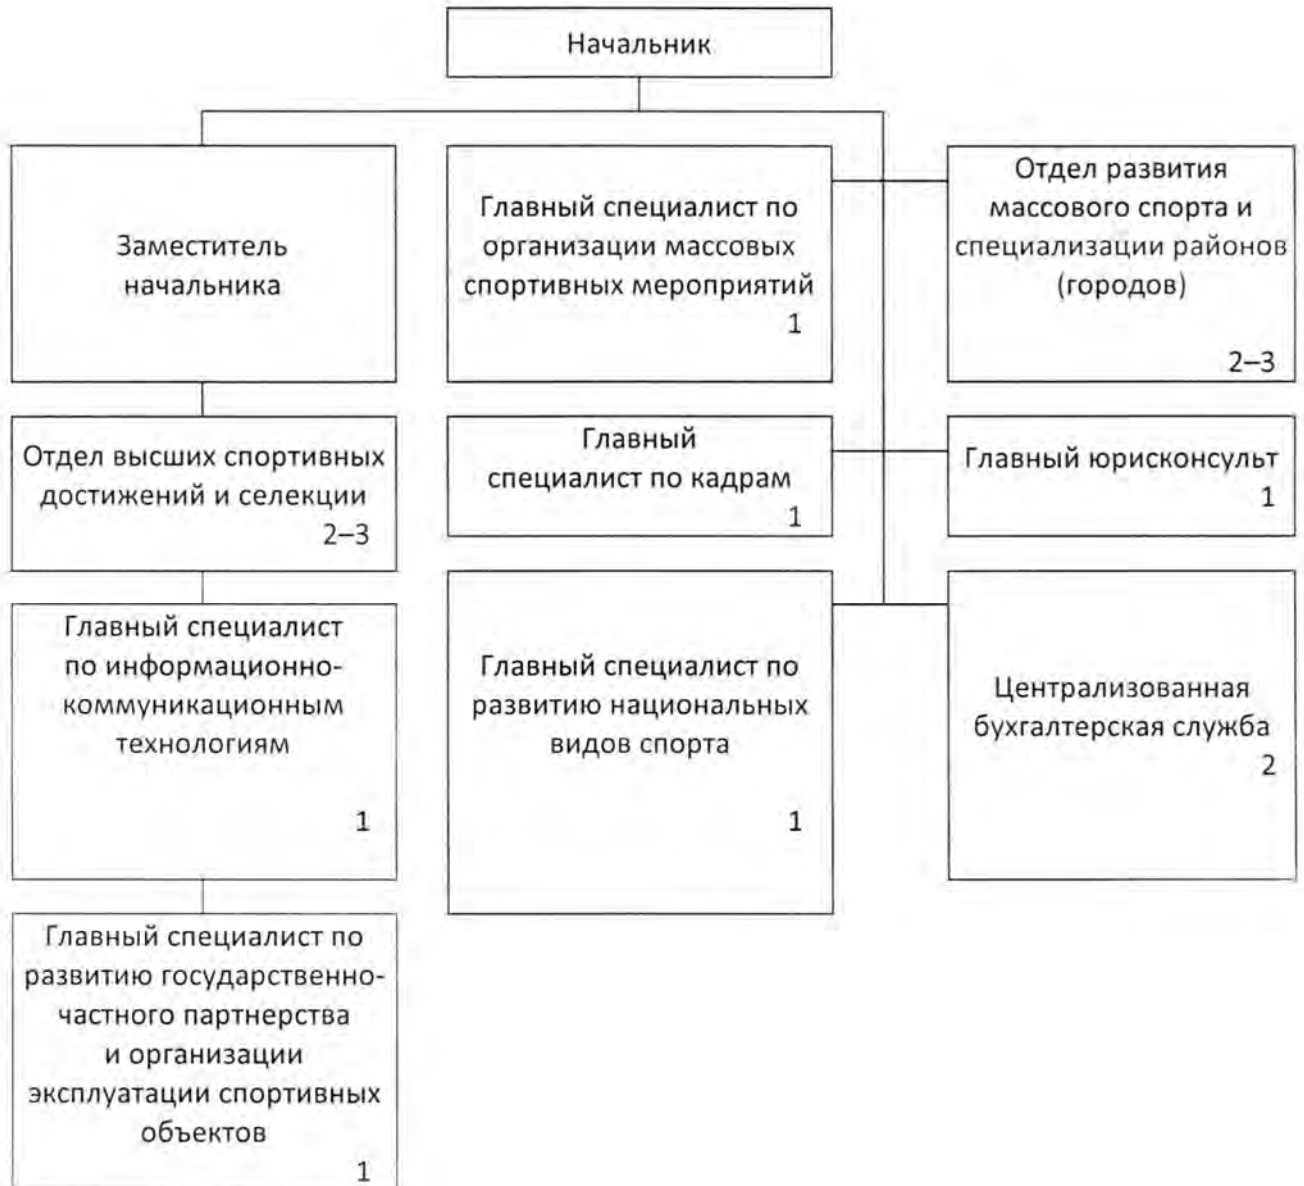 Начальник
Заместитель
начальника
Главный специалист по
организации массовых
спортивных мероприятий
1
Отдел развития
массового спорта и
специализации районов
(городов)
2–3
Отдел высших спортивных
достижений и селекции
2–3
Главный
специалист по кадрам
1
Главный юрисконсульт
1
Главный специалист
по информационно-
коммуникационным
технологиям
1
Главный специалист по
развитию национальных
видов спорта
1
Централизованная
бухгалтерская служба
2
Главный специалист по
развитию государственно-
частного партнерства
и организации
эксплуатации спортивных
объектов
1